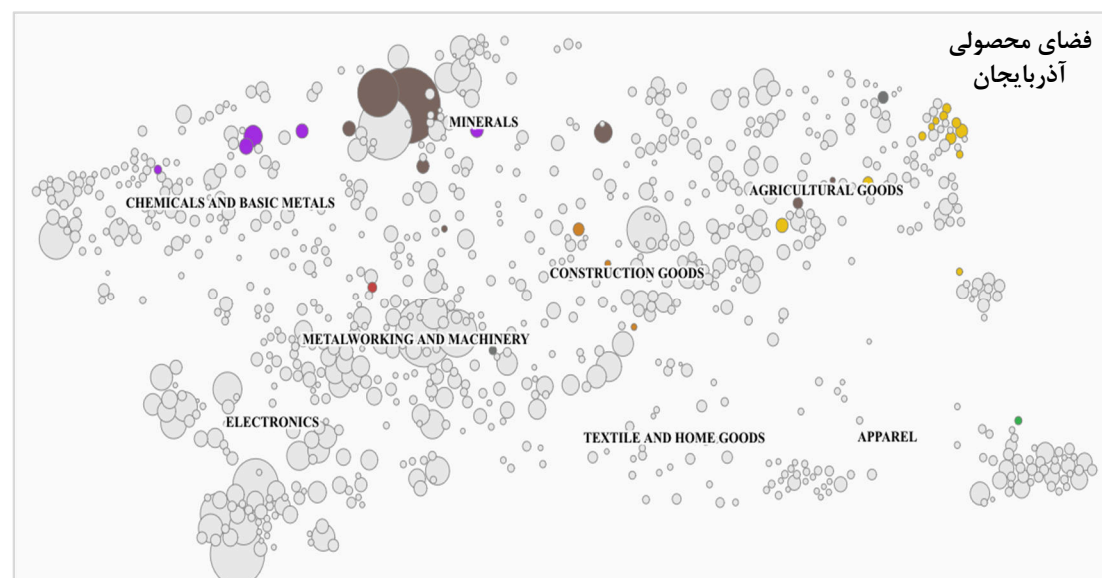 فضای محصولی
آذربایجان
MINERALS
AGRICULTURAL GOODS
CHEMICALS AND BASIC METALS
CONSTRUCTION GOODS
METALWORKING AND MACHINERY
ELECTRONICS
TEXTILE AND HOME GOODS
APPAREL